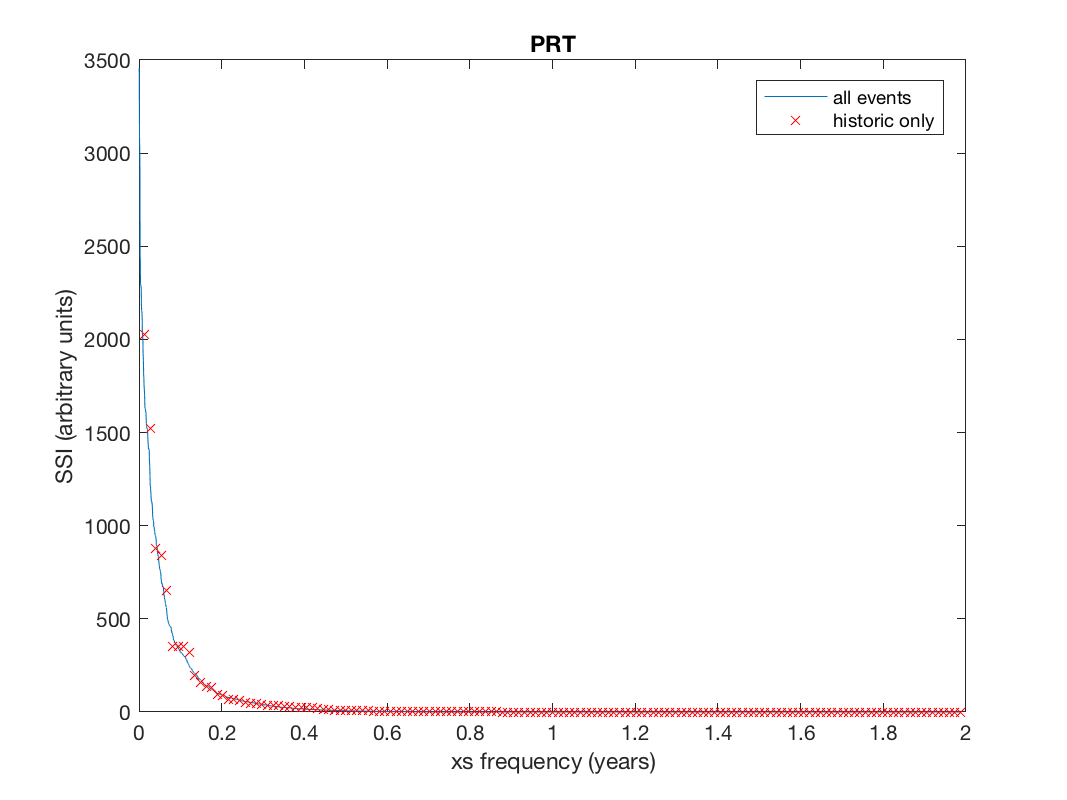 PRT
3500
3000
2500
2000
1500
1000
500
0
SSI (arbitrary units)
all events
historic only
0 0.2 0.4 0.6 0.8 1 1.2 1.4 1.6 1.8 2
xs frequency (years)